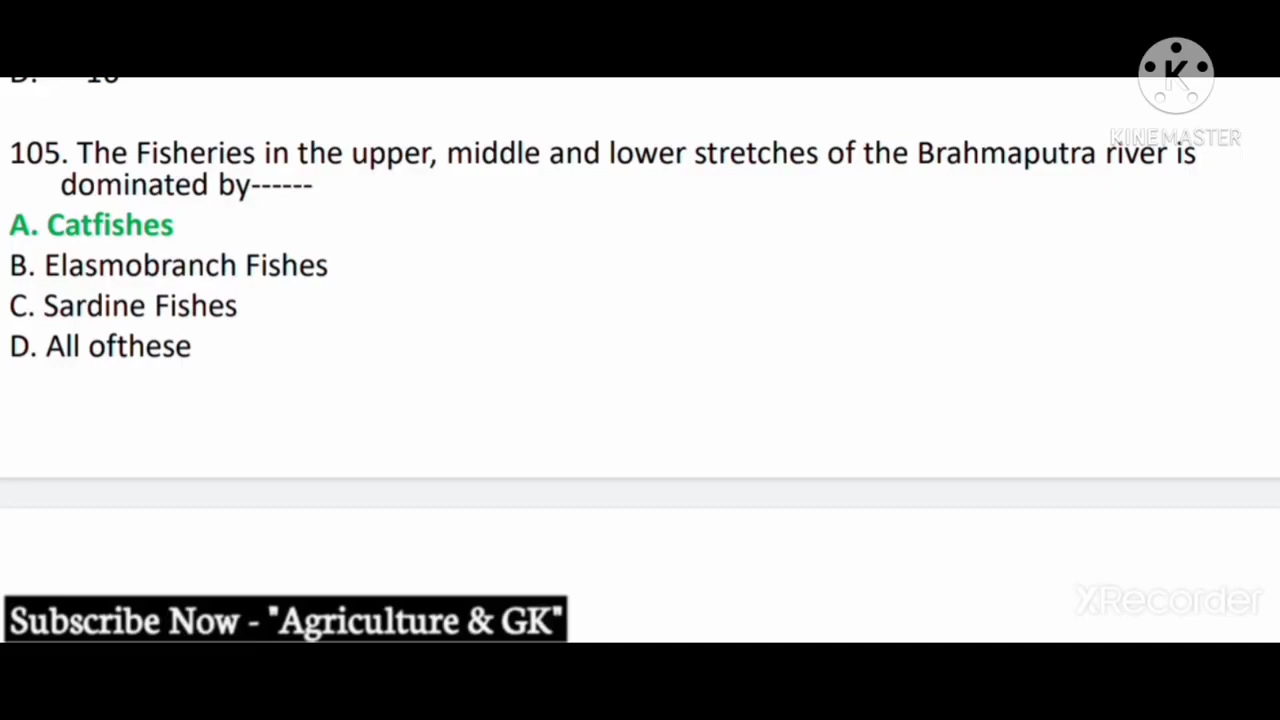 K
KINEMASTER
105. The Fisheries in the upper, middle and lower stretches of the Brahmaputra river is
dominated by------
A. Catfishes
B. Elasmobranch Fishes
C. Sardine Fishes
D. All ofthese
XRecorder
Subscribe Now - "Agriculture & GK"